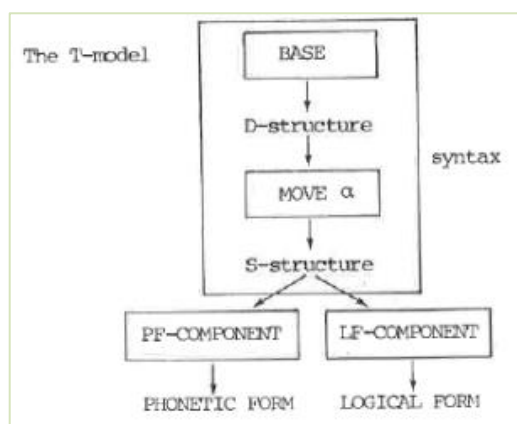 The T-model
BASE
D-structure
syntax
MOVE α
S-structure
PF-COMPONENT LF-COMPONENT
PHONETIC FORM LOGICAL FORM